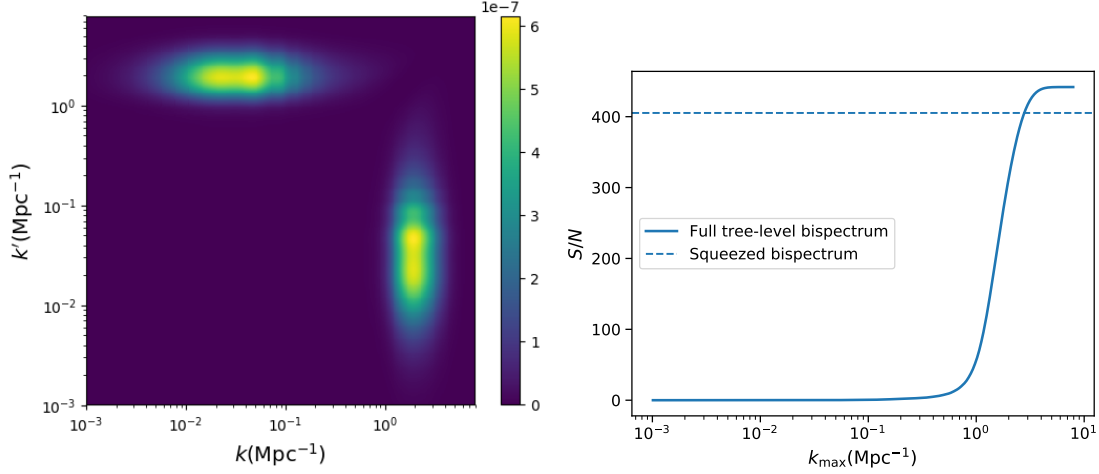 1e−7
6
5
4
3
2
1
0
10⁰
10⁻¹
10⁻²
10⁻³
k′(Mpc⁻¹)
10⁻³ 10⁻² 10⁻¹ 10⁰
k(Mpc⁻¹)
400
300
200
100
0
S/N
Full tree-level bispectrum
Squeezed bispectrum
10⁻³ 10⁻² 10⁻¹ 10⁰ 10¹
kmax(Mpc⁻¹)